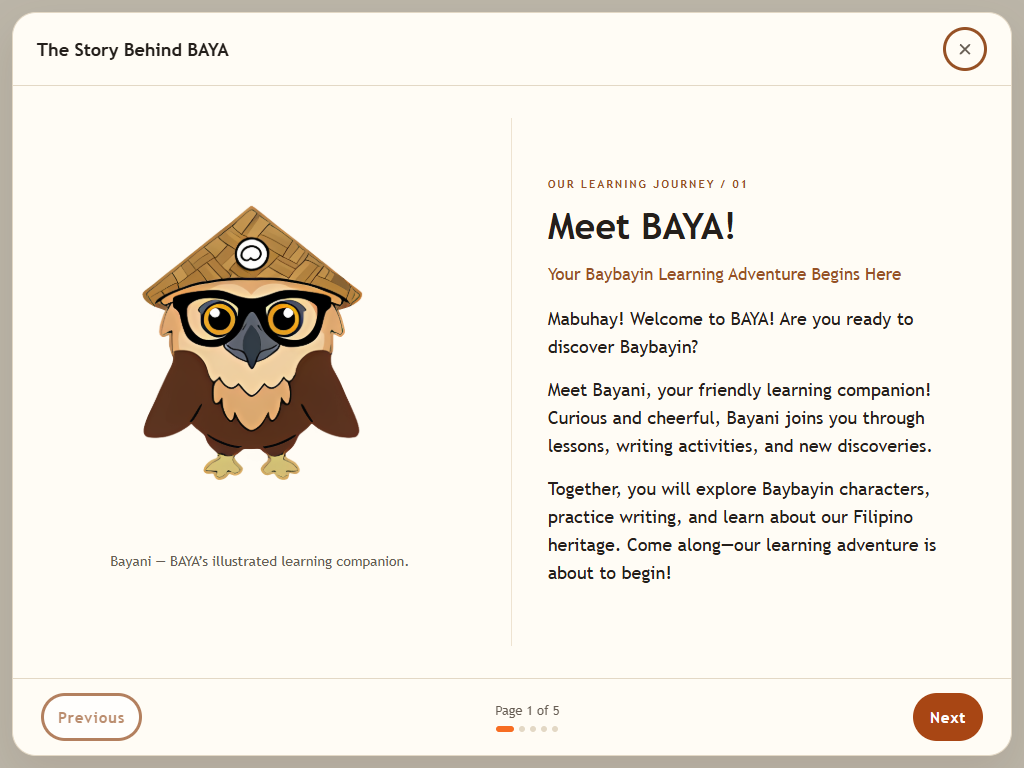 The Story Behind BAYA
OUR LEARNING JOURNEY / 01
Meet BAYA!
Your Baybayin Learning Adventure Begins Here
Mabuhay! Welcome to BAYA! Are you ready to
discover Baybayin?
Meet Bayani, your friendly learning companion!
Curious and cheerful, Bayani joins you through
lessons, writing activities, and new discoveries.
Together, you will explore Baybayin characters,
practice writing, and learn about our Filipino
heritage. Come along—our learning adventure is
about to begin!
Bayani — BAYA's illustrated learning companion.
Previous
Page 1 of 5
Next